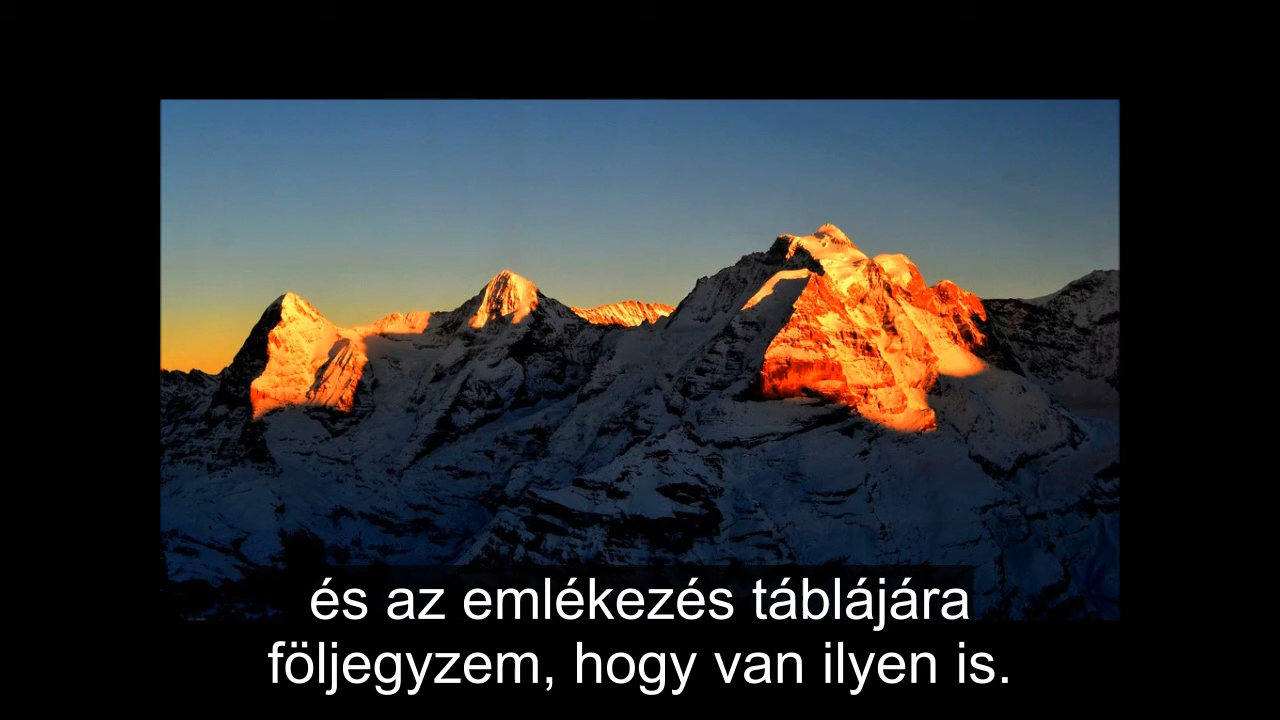 és az emlékezés táblájára
följegyzem, hogy van ilyen is.